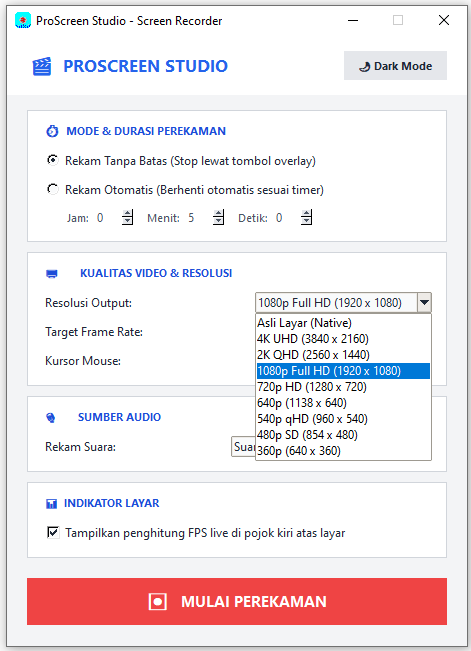 ProScreen Studio - Screen Recorder
PROSCREEN STUDIO
Dark Mode
MODE & DURASI PEREKAMAN
Rekam Tanpa Batas (Stop lewat tombol overlay)
Rekam Otomatis (Berhenti otomatis sesuai timer)
Jam: 0 Menit: 5 Detik: 0
KUALITAS VIDEO & RESOLUSI
Resolusi Output: 1080p Full HD (1920 x 1080)
Asli Layar (Native)
Target Frame Rate:
4K UHD (3840 x 2160)
2K QHD (2560 x 1440)
Kursor Mouse:
1080p Full HD (1920 x 1080)
720p HD (1280 x 720)
640p (1138 x 640)
SUMBER AUDIO
540p qHD (960 x 540)
480p SD (854 x 480)
Rekam Suara:
360p (640 x 360)
INDIKATOR LAYAR
Tampilkan penghitung FPS live di pojok kiri atas layar
MULAI PEREKAMAN